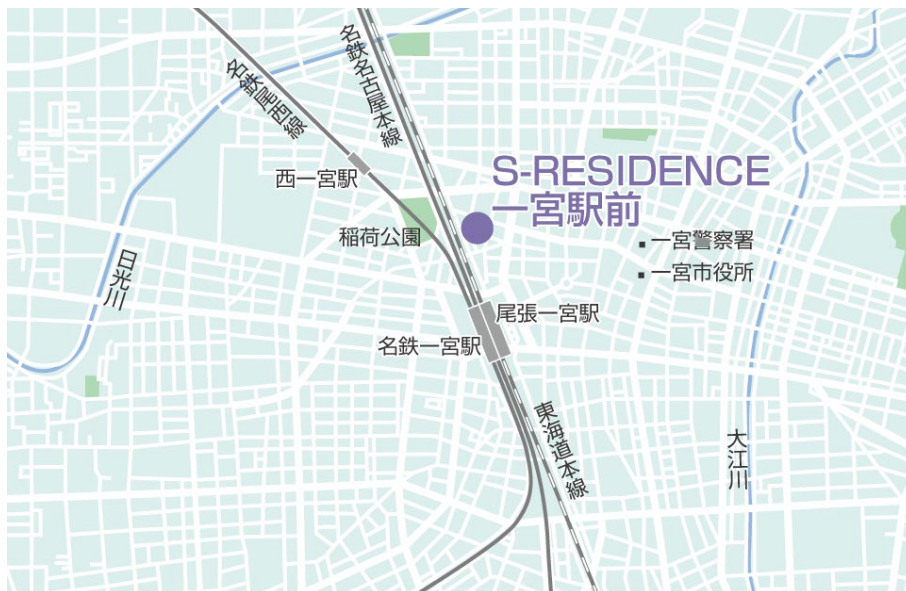 名鉄尾西線
名鉄名古屋本線
西一宮駅
S-RESIDENCE
一宮駅前
稲荷公園
一宮警察署
一宮市役所
日光川
尾張一宮駅
名鉄一宮駅
東海道本線
大江川